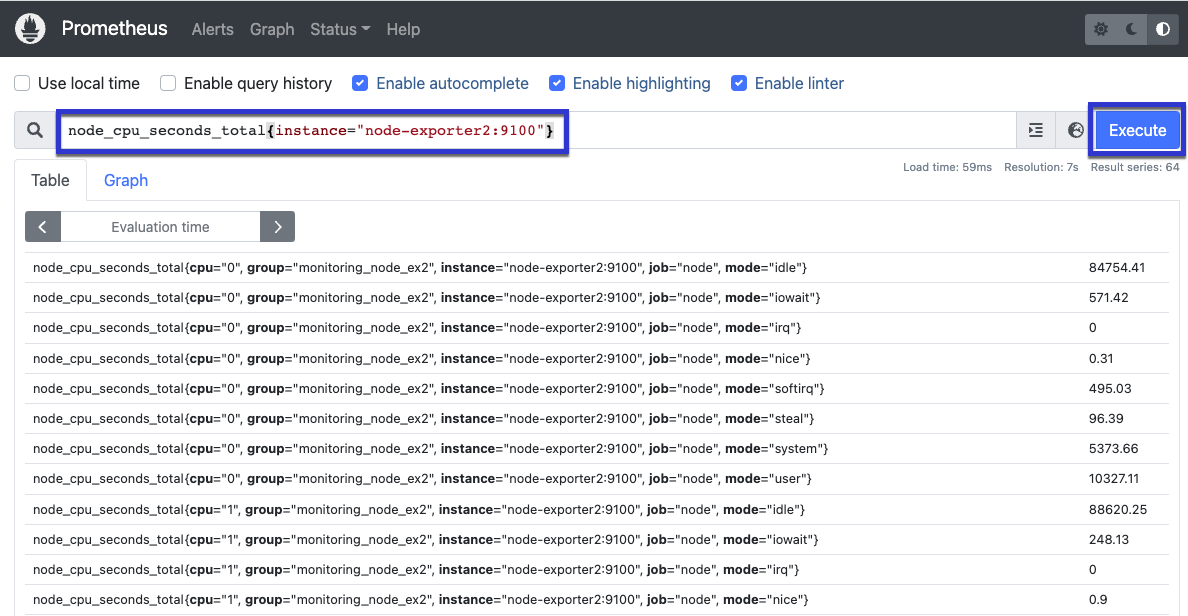 Prometheus Alerts Graph Status Help
Use local time Enable query history Enable autocomplete Enable highlighting Enable linter
node_cpu_seconds_total{instance="node-exporter2:9100"} Execute
Load time: 59ms Resolution: 7s Result series: 64
Table Graph
Evaluation time
node_cpu_seconds_total{cpu="0", group="monitoring_node_ex2", instance="node-exporter2:9100", job="node", mode="idle"} 84754.41
node_cpu_seconds_total{cpu="0", group="monitoring_node_ex2", instance="node-exporter2:9100", job="node", mode="iowait"} 571.42
node_cpu_seconds_total{cpu="0", group="monitoring_node_ex2", instance="node-exporter2:9100", job="node", mode="irq"} 0
node_cpu_seconds_total{cpu="0", group="monitoring_node_ex2", instance="node-exporter2:9100", job="node", mode="nice"} 0.31
node_cpu_seconds_total{cpu="0", group="monitoring_node_ex2", instance="node-exporter2:9100", job="node", mode="softirq"} 495.03
node_cpu_seconds_total{cpu="0", group="monitoring_node_ex2", instance="node-exporter2:9100", job="node", mode="steal"} 96.39
node_cpu_seconds_total{cpu="0", group="monitoring_node_ex2", instance="node-exporter2:9100", job="node", mode="system"} 5373.66
node_cpu_seconds_total{cpu="0", group="monitoring_node_ex2", instance="node-exporter2:9100", job="node", mode="user"} 10327.11
node_cpu_seconds_total{cpu="1", group="monitoring_node_ex2", instance="node-exporter2:9100", job="node", mode="idle"} 88620.25
node_cpu_seconds_total{cpu="1", group="monitoring_node_ex2", instance="node-exporter2:9100", job="node", mode="iowait"} 248.13
node_cpu_seconds_total{cpu="1", group="monitoring_node_ex2", instance="node-exporter2:9100", job="node", mode="irq"} 0
node_cpu_seconds_total{cpu="1", group="monitoring_node_ex2", instance="node-exporter2:9100", job="node", mode="nice"} 0.9